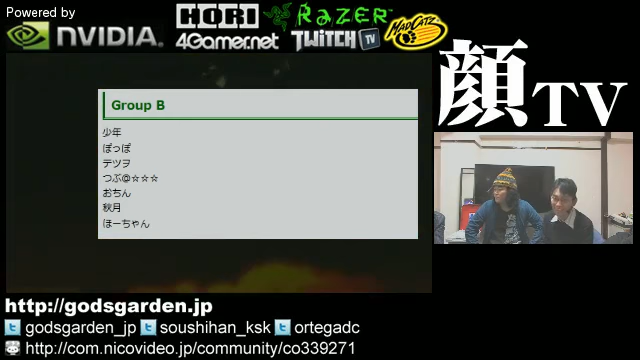 Powered by
HORI RAZER
NVIDIA. 4Gamer.net TWITCH TV MAD CATZ
顔TV
Group B
少年
ぽっぽ
テツヲ
つぶ@☆☆☆
おちん
秋月
ほーちゃん
http://godsgarden.jp
godsgarden_jp soushihan_ksk ortegadc
http://com.nicovideo.jp/community/co339271